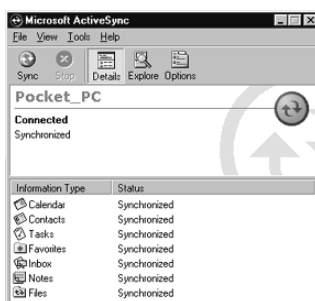 Microsoft ActiveSync
File View Tools Help
Sync Stop Details Explore Options
Pocket_PC
Connected
Synchronized
Information Type Status
Calendar Synchronized
Contacts Synchronized
Tasks Synchronized
Favorites Synchronized
Inbox Synchronized
Notes Synchronized
Files Synchronized